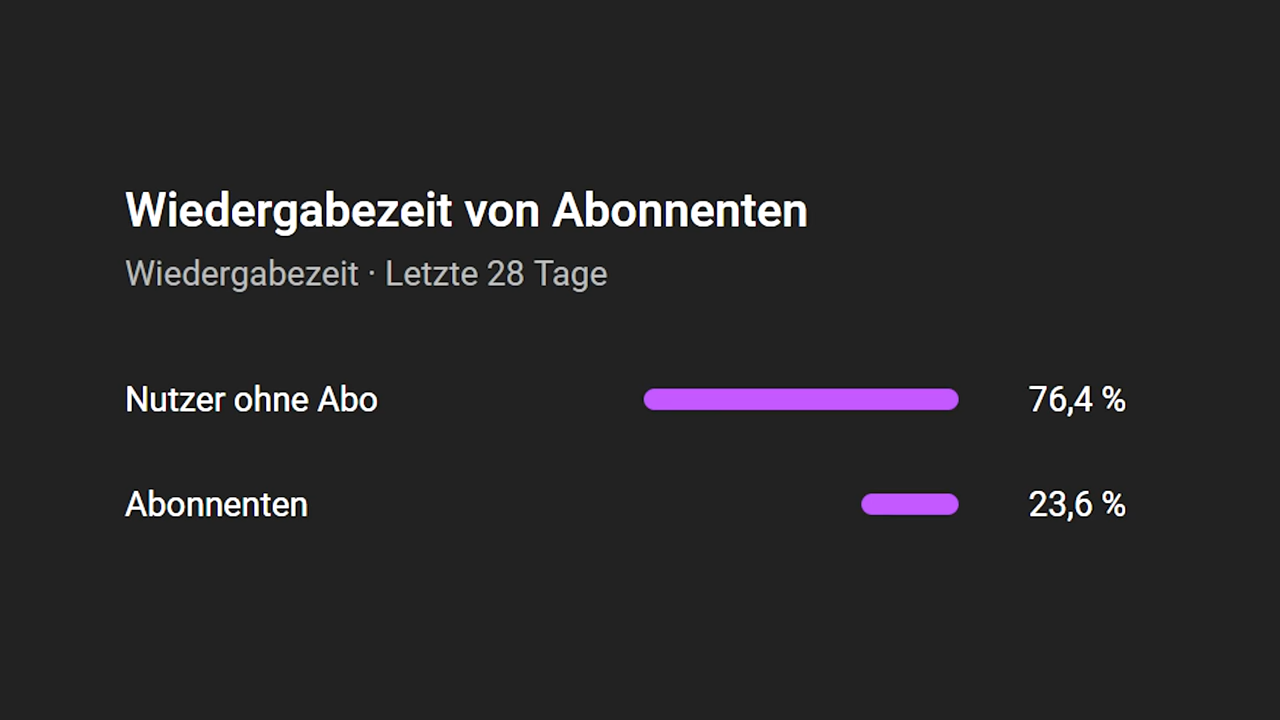 Wiedergabezeit von Abonnenten
Wiedergabezeit · Letzte 28 Tage
Nutzer ohne Abo 76,4 %
Abonnenten 23,6 %